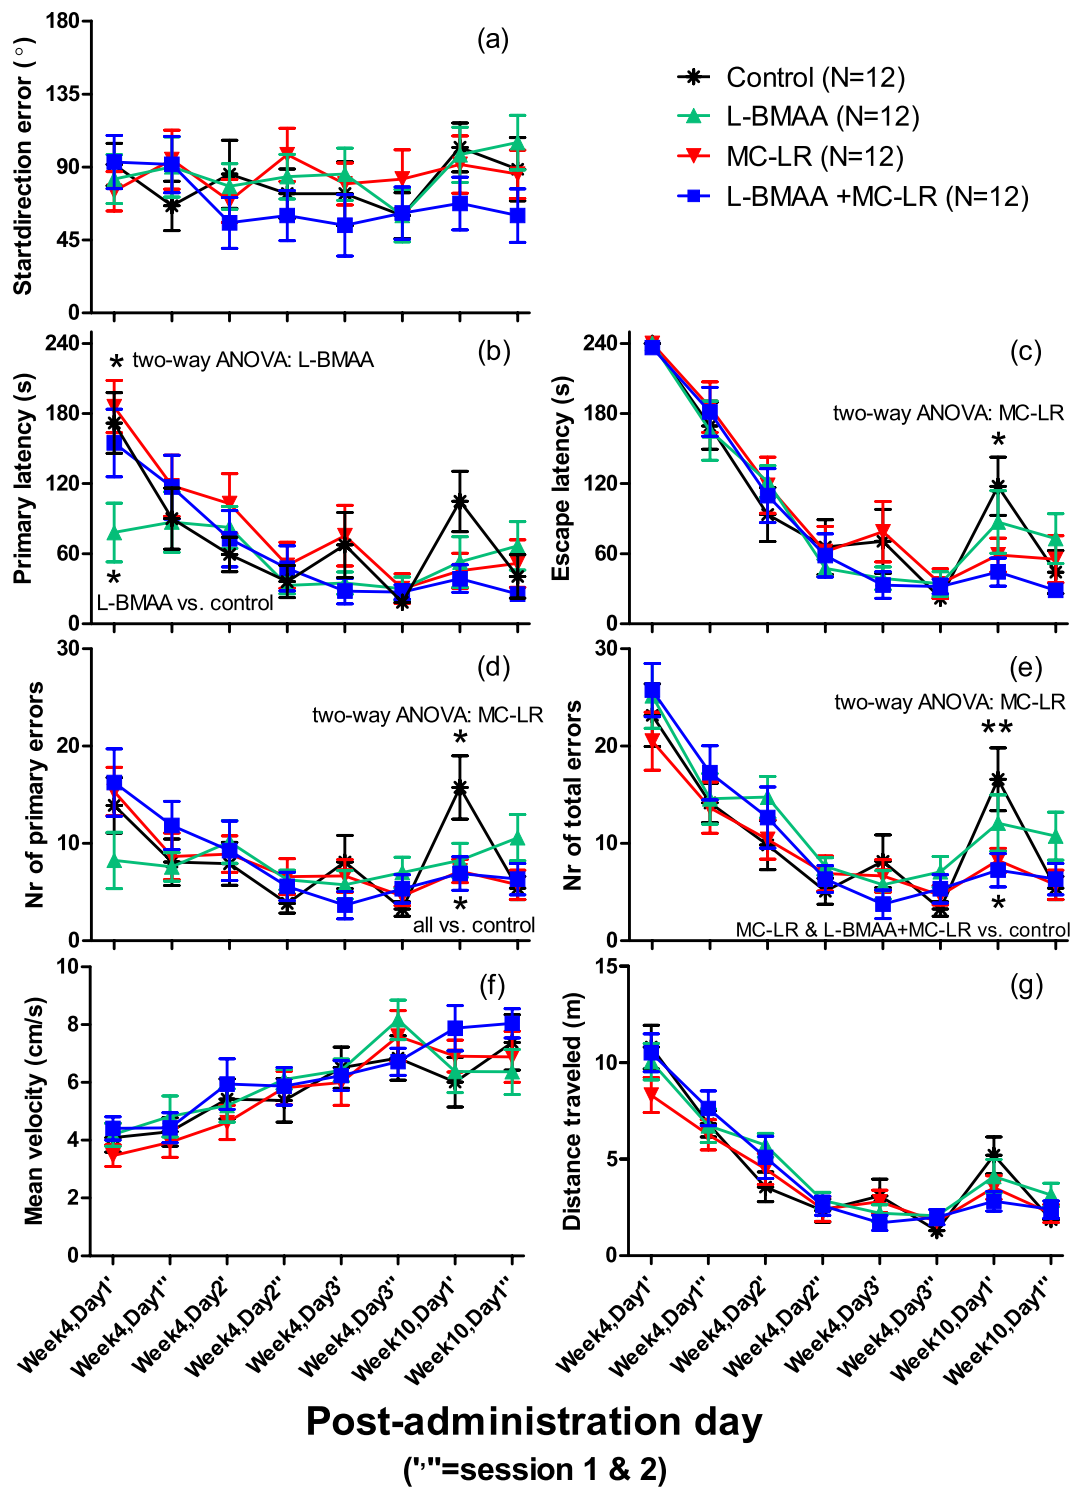 (a)
Startdirection error (°)
180
135
90
45
0
Control (N=12)
L-BMAA (N=12)
MC-LR (N=12)
L-BMAA +MC-LR (N=12)
(b)
Primary latency (s)
240
180
120
60
0
* two-way ANOVA: L-BMAA
*
L-BMAA vs. control
(c)
Escape latency (s)
240
180
120
60
0
two-way ANOVA: MC-LR
*
(d)
Nr of primary errors
30
20
10
0
two-way ANOVA: MC-LR
*
*
all vs. control
(e)
Nr of total errors
30
20
10
0
two-way ANOVA: MC-LR
**
*
MC-LR & L-BMAA+MC-LR vs. control
(f)
Mean velocity (cm/s)
10
8
6
4
2
0
Week4,Day1'
Week4,Day1"
Week4,Day2'
Week4,Day2"
Week4,Day3'
Week4,Day3"
Week10,Day1'
Week10,Day1"
(g)
Distance traveled (m)
15
10
5
0
Week4,Day1'
Week4,Day1"
Week4,Day2'
Week4,Day2"
Week4,Day3'
Week4,Day3"
Week10,Day1'
Week10,Day1"
Post-administration day
(','"=session 1 & 2)